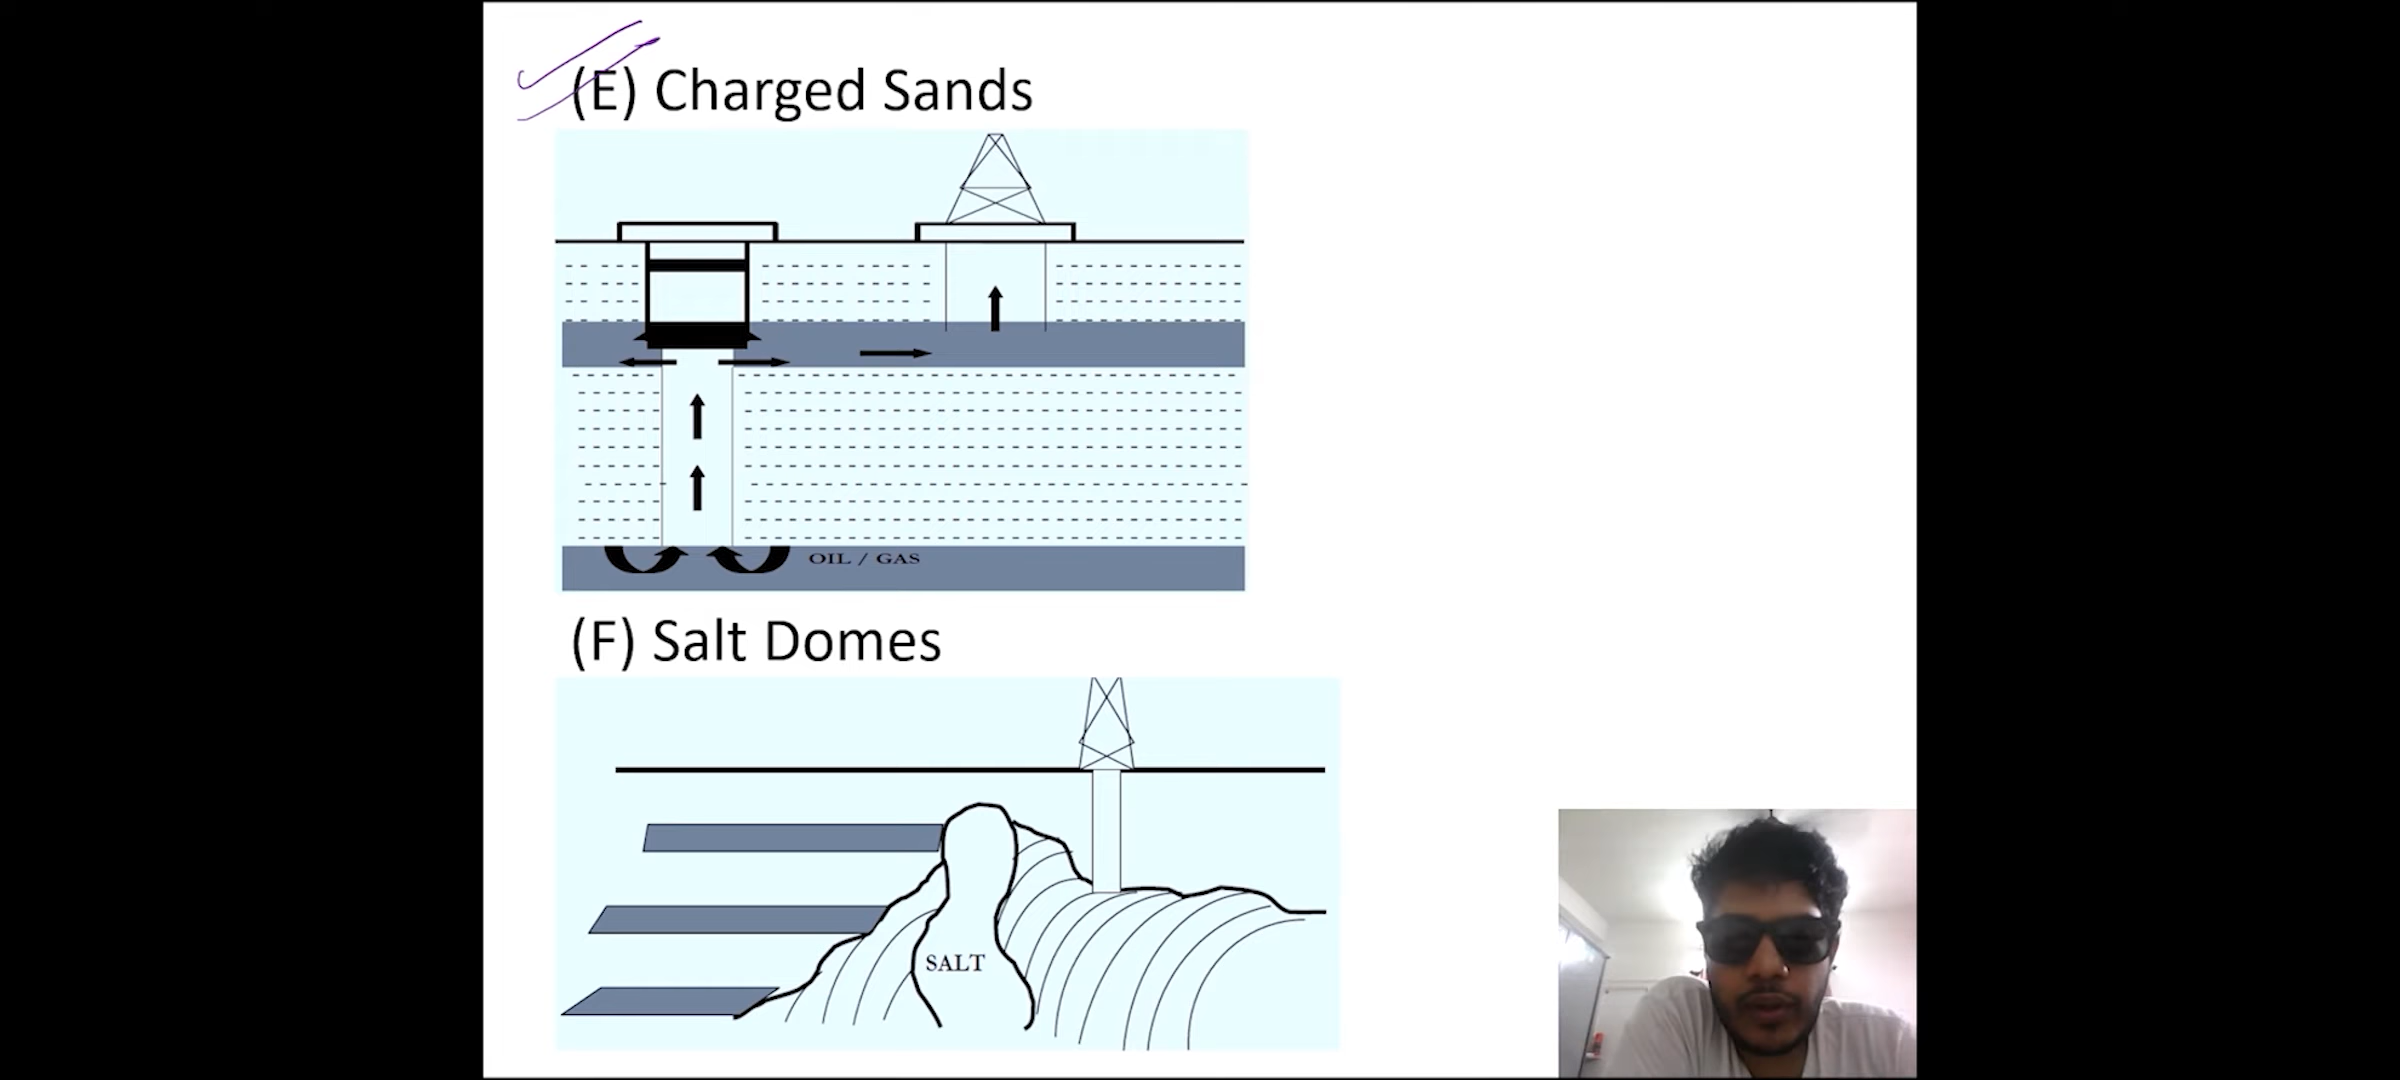 (E) Charged Sands
OIL / GAS
(F) Salt Domes
SALT